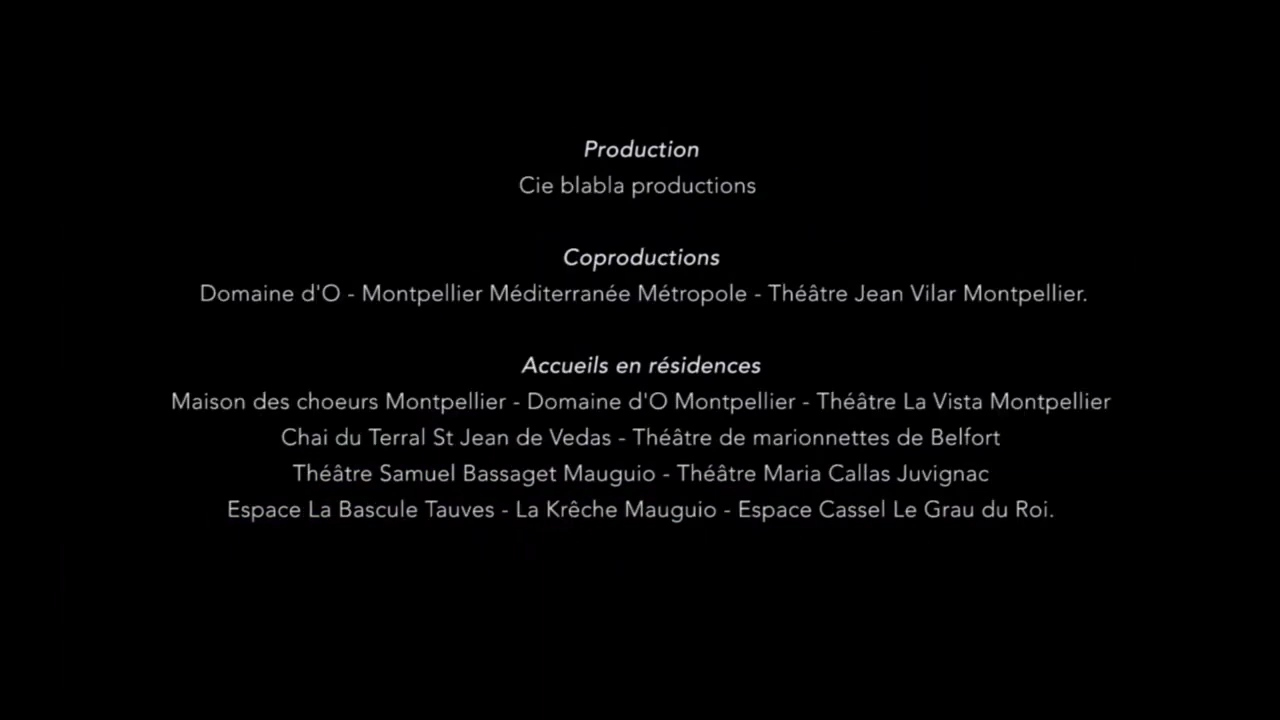 Production
Cie blabla productions
Coproductions
Domaine d'O - Montpellier Méditerranée Métropole - Théâtre Jean Vilar Montpellier.
Accueils en résidences
Maison des choeurs Montpellier - Domaine d'O Montpellier - Théâtre La Vista Montpellier
Chai du Terral St Jean de Vedas - Théâtre de marionnettes de Belfort
Théâtre Samuel Bassaget Mauguio - Théâtre Maria Callas Juvignac
Espace La Bascule Tauves - La Krêche Mauguio - Espace Cassel Le Grau du Roi.